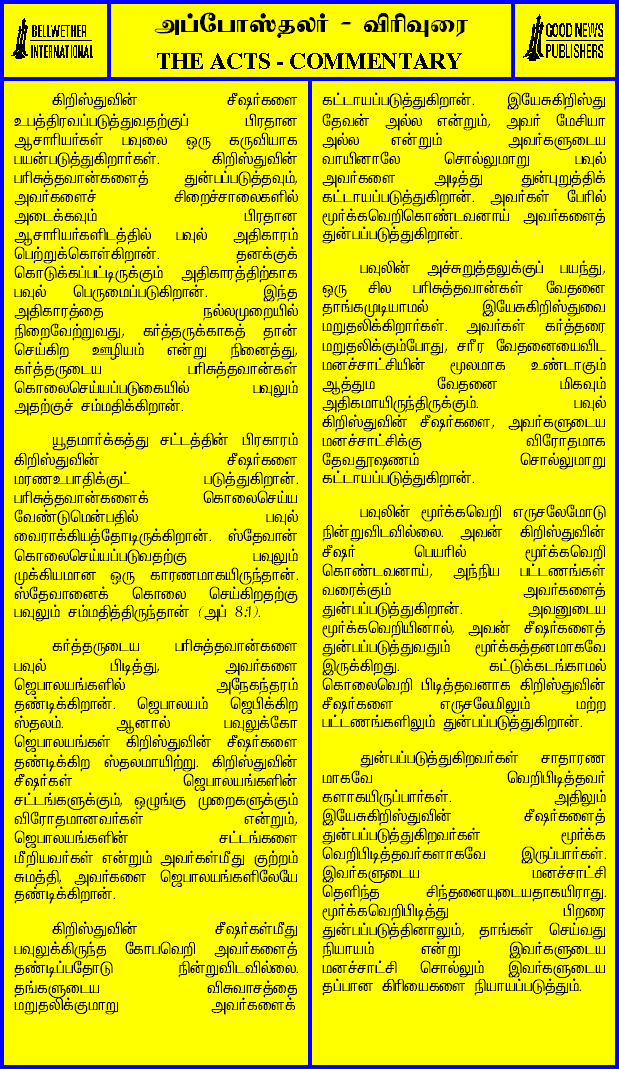 BELLWETHER
INTERNATIONAL
அப்போஸ்தலர் - விரிவுரை
THE ACTS - COMMENTARY
GOOD NEWS
PUBLISHERS
கிறிஸ்துவின் சீஷர்களை
உபத்திரவப்படுத்துவதற்குப் பிரதான
ஆசாரியர்கள் பவுலை ஒரு கருவியாக
பயன்படுத்துகிறார்கள். கிறிஸ்துவின்
பரிசுத்தவான்களைத் துன்பப்படுத்தவும்,
அவர்களைச் சிறைச்சாலைகளில்
அடைக்கவும் பிரதான
ஆசாரியர்களிடத்தில் பவுல் அதிகாரம்
பெற்றுக்கொள்கிறான். தனக்குக்
கொடுக்கப்பட்டிருக்கும் அதிகாரத்திற்காக
பவுல் பெருமைப்படுகிறான். இந்த
அதிகாரத்தை நல்லமுறையில்
நிறைவேற்றுவது, கர்த்தருக்காகத் தான்
செய்கிற ஊழியம் என்று நினைத்து,
கர்த்தருடைய பரிசுத்தவான்கள்
கொலைசெய்யப்படுகையில் பவுலும்
அதற்குச் சம்மதிக்கிறான்.
யூதமார்க்கத்து சட்டத்தின் பிரகாரம்
கிறிஸ்துவின் சீஷர்களை
மரணஉபாதிக்குட் படுத்துகிறான்.
பரிசுத்தவான்களைக் கொலைசெய்ய
வேண்டுமென்பதில் பவுல்
வைராக்கியத்தோடிருக்கிறான். ஸ்தேவான்
கொலைசெய்யப்படுவதற்கு பவுலும்
முக்கியமான ஒரு காரணமாகயிருந்தான்.
ஸ்தேவானைக் கொலை செய்கிறதற்கு
பவுலும் சம்மதித்திருந்தான் (அப் 8:1).
கர்த்தருடைய பரிசுத்தவான்களை
பவுல் பிடித்து, அவர்களை
ஜெபாலயங்களில் அநேகந்தரம்
தண்டிக்கிறான். ஜெபாலயம் ஜெபிக்கிற
ஸ்தலம். ஆனால் பவுலுக்கோ
ஜெபாலயங்கள் கிறிஸ்துவின் சீஷர்களை
தண்டிக்கிற ஸ்தலமாயிற்று. கிறிஸ்துவின்
சீஷர்கள் ஜெபாலயங்களின்
சட்டங்களுக்கும், ஒழுங்கு முறைகளுக்கும்
விரோதமானவர்கள் என்றும்,
ஜெபாலயங்களின் சட்டங்களை
மீறியவர்கள் என்றும் அவர்கள்மீது குற்றம்
சுமத்தி, அவர்களை ஜெபாலயங்களிலேயே
தண்டிக்கிறான்.
கிறிஸ்துவின் சீஷர்கள்மீது
பவுலுக்கிருந்த கோபவெறி அவர்களைத்
தண்டிப்பதோடு நின்றுவிடவில்லை.
தங்களுடைய விசுவாசத்தை
மறுதலிக்குமாறு அவர்களைக்
கட்டாயப்படுத்துகிறான். இயேசுகிறிஸ்து
தேவன் அல்ல என்றும், அவர் மேசியா
அல்ல என்றும் அவர்களுடைய
வாயினாலே சொல்லுமாறு பவுல்
அவர்களை அடித்து துன்புறுத்திக்
கட்டாயப்படுத்துகிறான். அவர்கள் பேரில்
மூர்க்கவெறிகொண்டவனாய் அவர்களைத்
துன்பப்படுத்துகிறான்.
பவுலின் அச்சுறுத்தலுக்குப் பயந்து,
ஒரு சில பரிசுத்தவான்கள் வேதனை
தாங்கமுடியாமல் இயேசுகிறிஸ்துவை
மறுதலிக்கிறார்கள். அவர்கள் கர்த்தரை
மறுதலிக்கும்போது, சரீர வேதனையைவிட
மனச்சாட்சியின் மூலமாக உண்டாகும்
ஆத்தும வேதனை மிகவும்
அதிகமாயிருந்திருக்கும். பவுல்
கிறிஸ்துவின் சீஷர்களை, அவர்களுடைய
மனச்சாட்சிக்கு விரோதமாக
தேவதூஷணம் சொல்லுமாறு
கட்டாயப்படுத்துகிறான்.
பவுலின் மூர்க்கவெறி எருசலேமோடு
நின்றுவிடவில்லை. அவன் கிறிஸ்துவின்
சீஷர் பெயரில் மூர்க்கவெறி
கொண்டவனாய், அந்நிய பட்டணங்கள்
வரைக்கும் அவர்களைத்
துன்பப்படுத்துகிறான். அவனுடைய
மூர்க்கவெறியினால், அவன் சீஷர்களைத்
துன்பப்படுத்துவதும் மூர்க்கத்தனமாகவே
இருக்கிறது. கட்டுக்கடங்காமல்
கொலைவெறி பிடித்தவனாக கிறிஸ்துவின்
சீஷர்களை எருசலேமிலும் மற்ற
பட்டணங்களிலும் துன்பப்படுத்துகிறான்.
துன்பப்படுத்துகிறவர்கள் சாதாரண
மாகவே வெறிபிடித்தவர்
களாகயிருப்பார்கள். அதிலும்
இயேசுகிறிஸ்துவின் சீஷர்களைத்
துன்பப்படுத்துகிறவர்கள் மூர்க்க
வெறிபிடித்தவர்களாகவே இருப்பார்கள்.
இவர்களுடைய மனச்சாட்சி
தெளிந்த சிந்தனையுடையதாகயிராது.
மூர்க்கவெறிபிடித்து பிறரை
துன்பப்படுத்தினாலும், தாங்கள் செய்வது
நியாயம் என்று இவர்களுடைய
மனச்சாட்சி சொல்லும் இவர்களுடைய
தப்பான கிரியைகளை நியாயப்படுத்தும்.